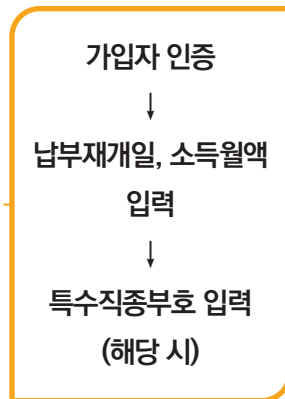 가입자 인증
↓
납부재개일, 소득월액
입력
↓
특수직종부호 입력
(해당 시)